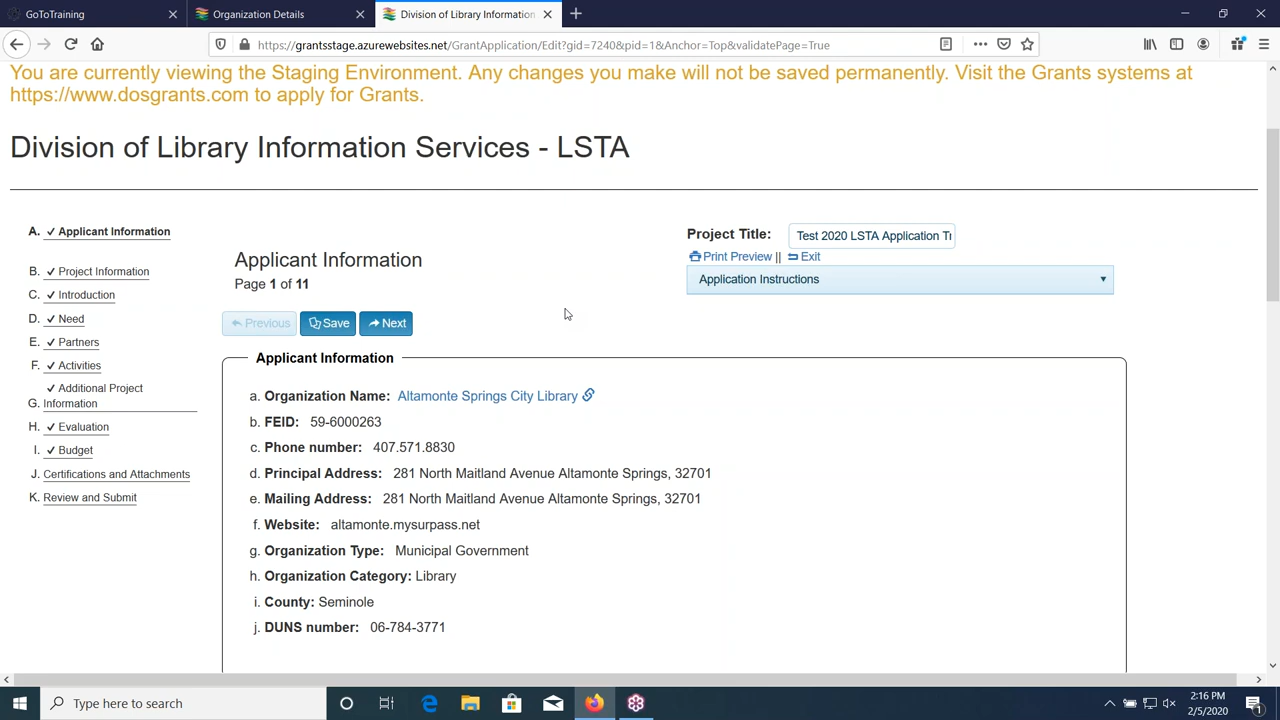 GoToTraining
Organization Details
Division of Library Information
https://grantsstage.azurewebsites.net/GrantApplication/Edit?gid=7240&pid=1&Anchor=Top&validatePage=True
You are currently viewing the Staging Environment. Any changes you make will not be saved permanently. Visit the Grants systems at
https://www.dosgrants.com to apply for Grants.
Division of Library Information Services - LSTA
A. ✓ Applicant Information
B. ✓ Project Information
C. ✓ Introduction
D. ✓ Need
E. ✓ Partners
F. ✓ Activities
✓ Additional Project
G. Information
H. ✓ Evaluation
I. ✓ Budget
J. Certifications and Attachments
K. Review and Submit
Project Title: Test 2020 LSTA Application
Print Preview || Exit
Application Instructions
Applicant Information
Page 1 of 11
Previous Save Next
Applicant Information
a. Organization Name: Altamonte Springs City Library
b. FEID: 59-6000263
c. Phone number: 407.571.8830
d. Principal Address: 281 North Maitland Avenue Altamonte Springs, 32701
e. Mailing Address: 281 North Maitland Avenue Altamonte Springs, 32701
f. Website: altamonte.mysurpass.net
g. Organization Type: Municipal Government
h. Organization Category: Library
i. County: Seminole
j. DUNS number: 06-784-3771
Type here to search
2:16 PM
2/5/2020
1